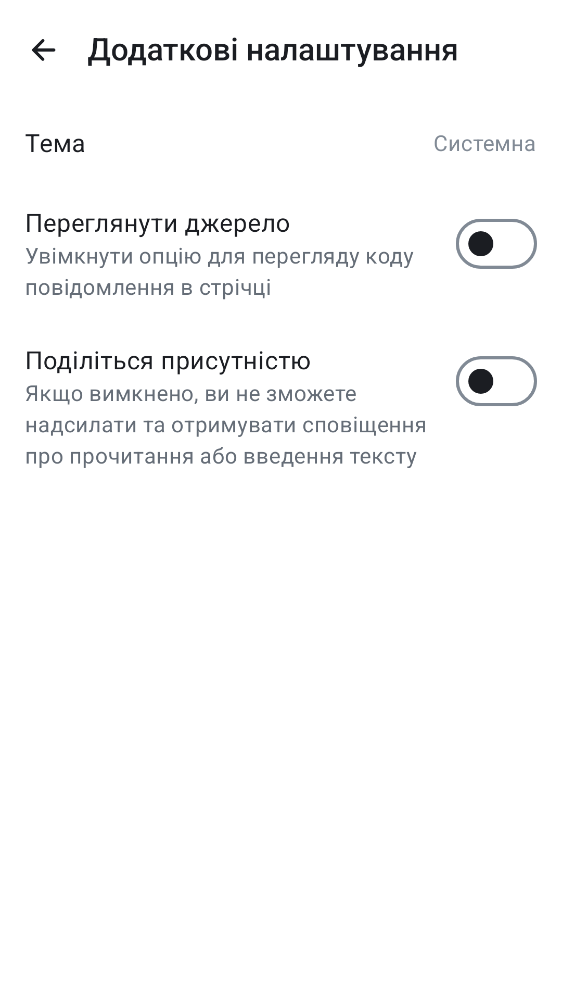 Додаткові налаштування
Тема
Системна
Переглянути джерело
Увімкнути опцію для перегляду коду
повідомлення в стрічці
Поділіться присутністю
Якщо вимкнено, ви не зможете
надсилати та отримувати сповіщення
про прочитання або введення тексту